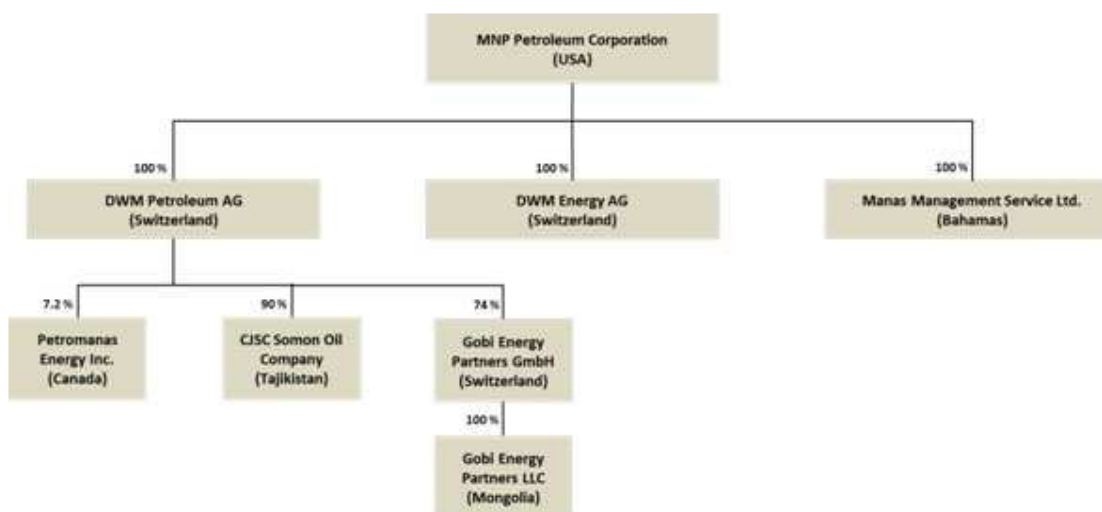 MNP Petroleum Corporation
(USA)
100 %
100 %
100 %
DWM Petroleum AG
(Switzerland)
DWM Energy AG
(Switzerland)
Manas Management Service Ltd.
(Bahamas)
7.2 %
90 %
74 %
Petromanas
Energy Inc.
(Canada)
CJSC Somon Oil
Company
(Tajikistan)
Gobi Energy
Partners GmbH
(Switzerland)
100 %
Gobi Energy
Partners LLC
(Mongolia)